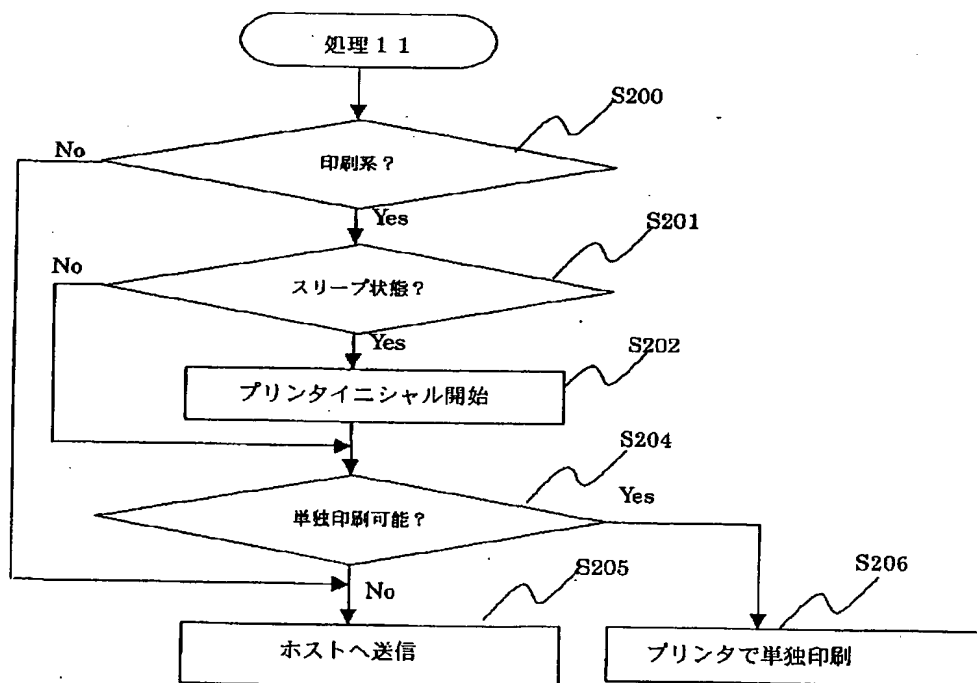 処理１１
S200
No
印刷系？
Yes
S201
No
スリープ状態？
Yes
S202
プリンタイニシャル開始
S204
Yes
単独印刷可能？
No
S205
S206
ホストへ送信
プリンタで単独印刷